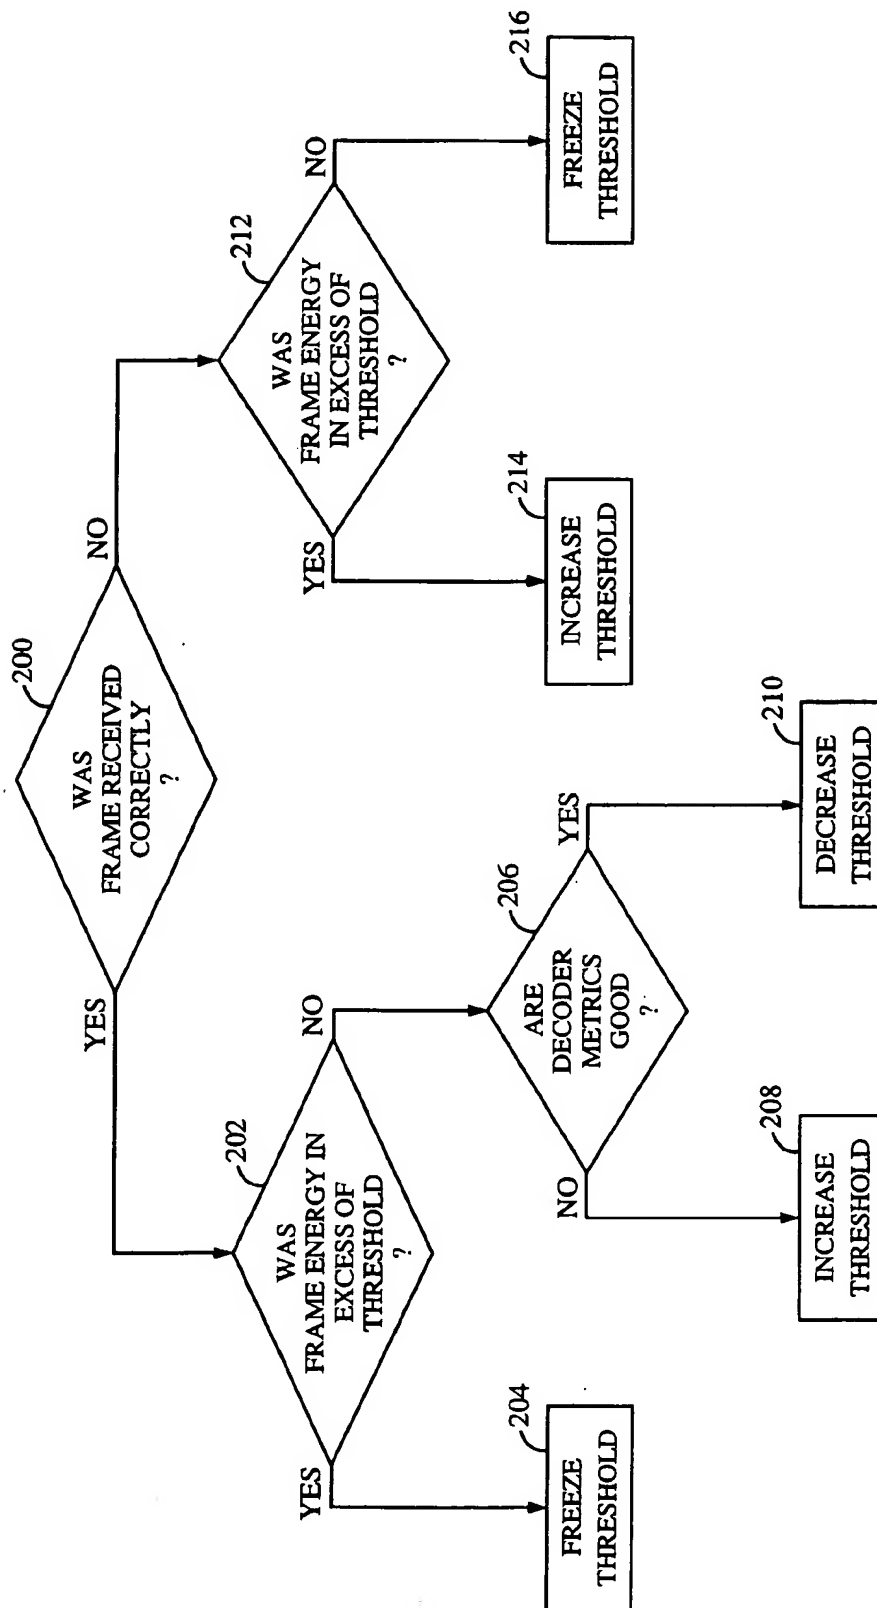 200
WAS
FRAME RECEIVED
CORRECTLY
?
YES
NO
202
WAS
FRAME ENERGY IN
EXCESS OF
THRESHOLD
?
YES
NO
212
WAS
FRAME ENERGY
IN EXCESS OF
THRESHOLD
?
YES
NO
204
FREEZE
THRESHOLD
206
ARE
DECODER
METRICS
GOOD
?
NO
YES
214
INCREASE
THRESHOLD
216
FREEZE
THRESHOLD
208
INCREASE
THRESHOLD
210
DECREASE
THRESHOLD